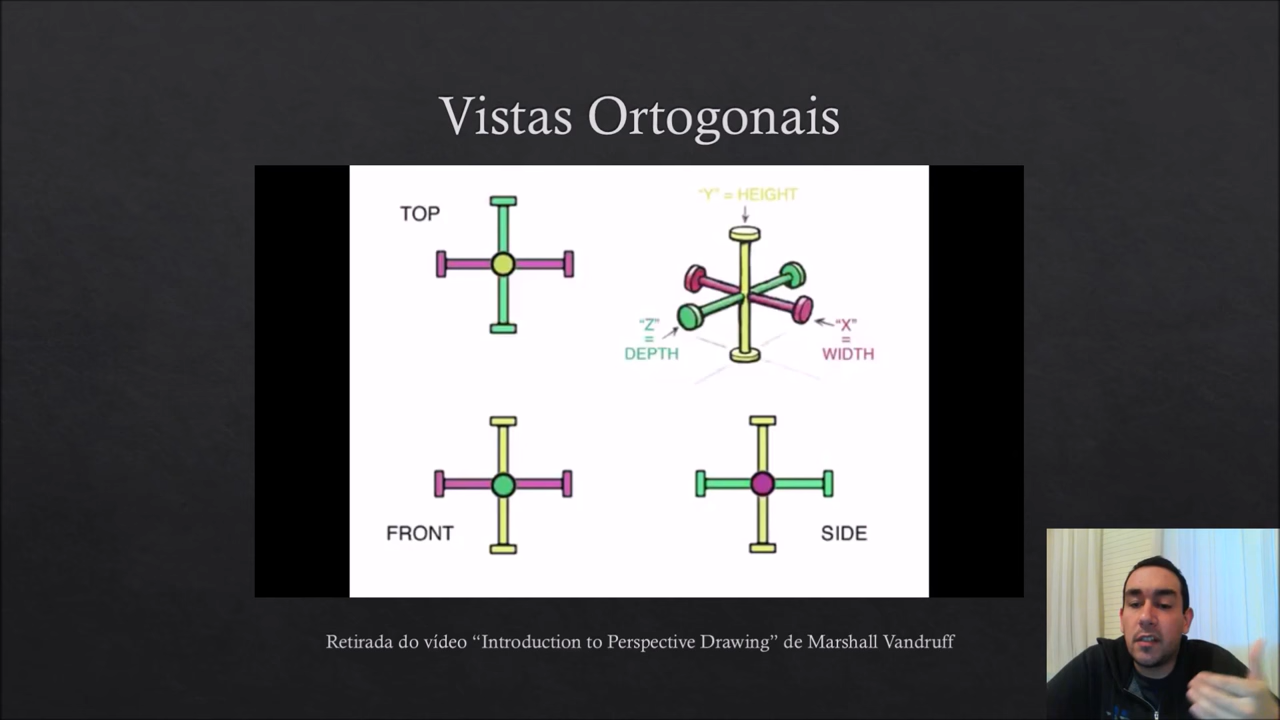 Vistas Ortogonais
TOP
"Y" = HEIGHT
"Z"
=
DEPTH
"X"
=
WIDTH
FRONT
SIDE
Retirada do vídeo “Introduction to Perspective Drawing” de Marshall Vandruff